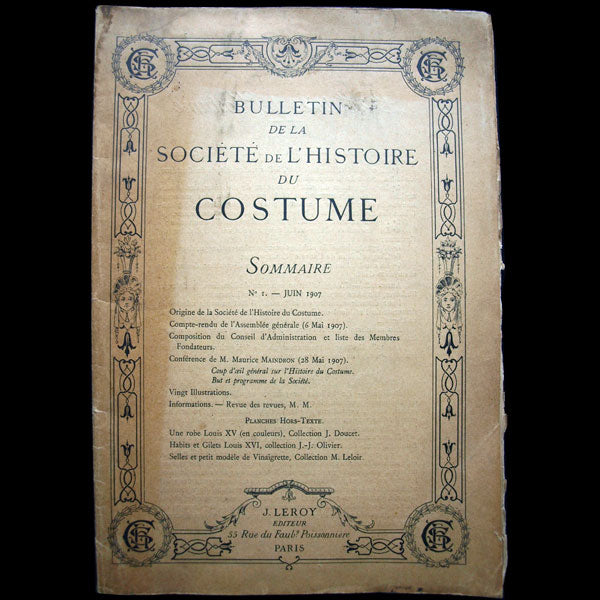 BULLETIN
DE LA
SOCIÉTÉ DE L'HISTOIRE
DU
COSTUME
SOMMAIRE
Nº 1. — JUIN 1907
Origine de la Société de l'Histoire du Costume.
Compte-rendu de l'Assemblée générale (6 Mai 1907).
Composition du Conseil d'Administration et liste des Membres
Fondateurs.
Conférence de M. Maurice MAINDRON (28 Mai 1907).
Coup d'œil général sur l'Histoire du Costume.
But et programme de la Société.
Vingt Illustrations.
Informations. — Revue des revues, M. M.
PLANCHES HORS-TEXTE
Une robe Louis XV (en couleurs), Collection J. Doucet.
Habits et Gilets Louis XVI, collection J.-J. Olivier.
Selles et petit modèle de Vinaigrette, Collection M. Leloir.
J. LEROY
EDITEUR
55 Rue du Faubg Poissonnière
PARIS